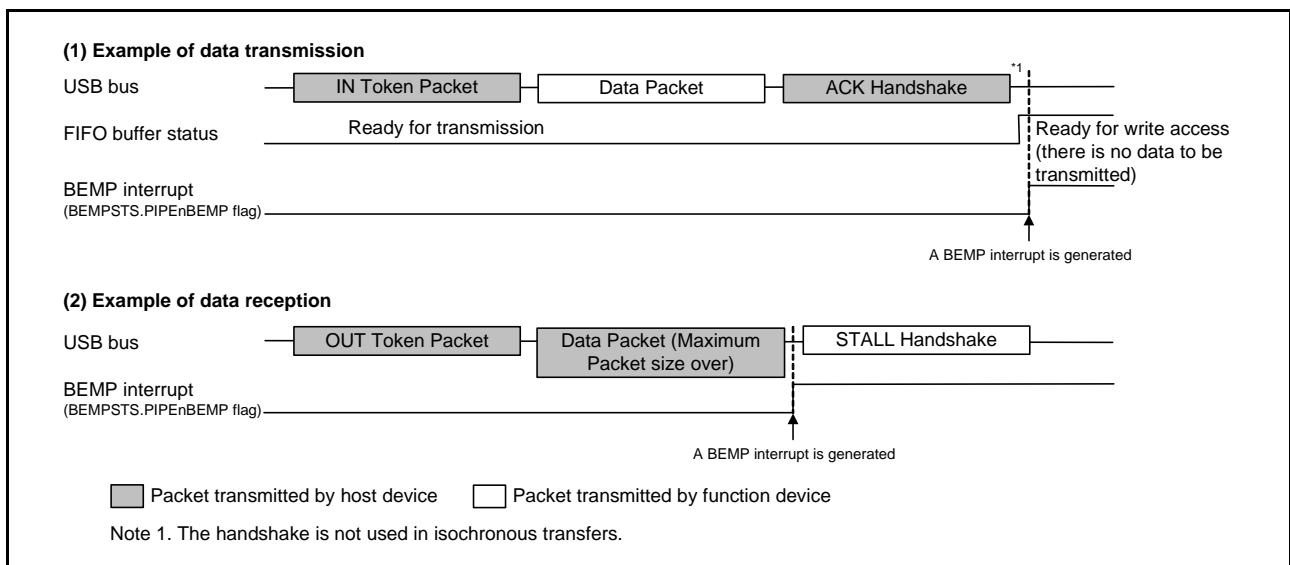 (1) Example of data transmission
*1
USB bus
IN Token Packet
Data Packet
ACK Handshake
FIFO buffer status
Ready for transmission
Ready for write access
(there is no data to be
transmitted)
BEMP interrupt
(BEMPSTS.PIPEnBEMP flag)
A BEMP interrupt is generated
(2) Example of data reception
USB bus
OUT Token Packet
Data Packet (Maximum
Packet size over)
STALL Handshake
BEMP interrupt
(BEMPSTS.PIPEnBEMP flag)
A BEMP interrupt is generated
Packet transmitted by host device
Packet transmitted by function device
Note 1. The handshake is not used in isochronous transfers.